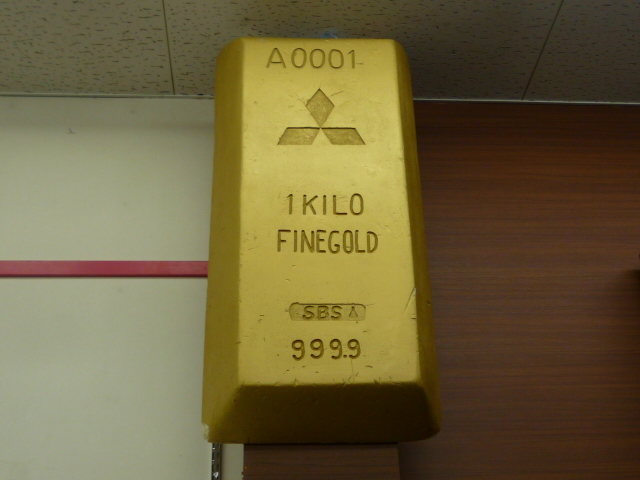 A0001
1KILO
FINEGOLD
SBS
999.9